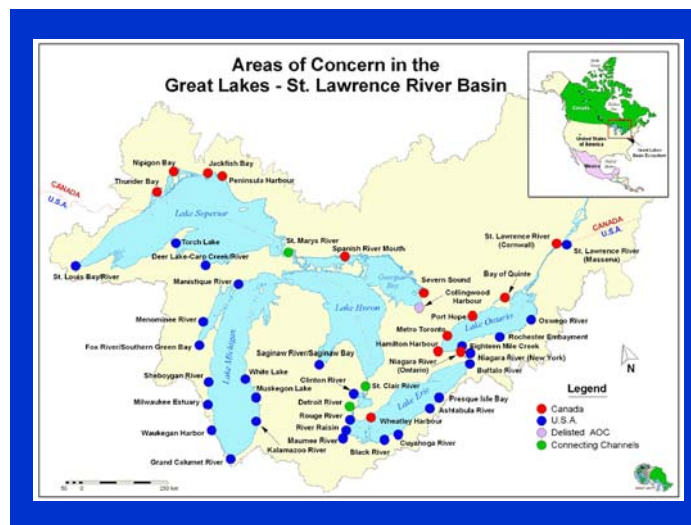 Areas of Concern in the
Great Lakes - St. Lawrence River Basin
Canada
United States
of America
Mexico
Great Lakes
Basin Ecosystem
Nipigon Bay
Jackfish Bay
Thunder Bay
Peninsula Harbour
CANADA
U.S.A.
Lake Superior
St. Marys River
Spanish River Mouth
Torch Lake
Deer Lake-Carp Creek/River
St. Louis Bay/River
Manistique River
Georgian
Bay
Severn Sound
Collingwood
Harbour
St. Lawrence River
(Cornwall)
CANADA
U.S.A.
St. Lawrence River
(Massena)
Bay of Quinte
Lake Huron
Port Hope
Lake Ontario
Oswego River
Menominee River
Metro Toronto
Rochester Embayment
Fox River/Southern Green Bay
Hamilton Harbour
Eighteen Mile Creek
Lake Michigan
Saginaw River/Saginaw Bay
Niagara River
(Ontario)
Niagara River (New York)
Buffalo River
Sheboygan River
White Lake
Clinton River
St. Clair River
Muskegon Lake
Detroit River
Lake Erie
Presque Isle Bay
Milwaukee Estuary
Rouge River
Ashtabula River
Wheatley Harbour
River Raisin
Waukegan Harbor
Maumee River
Cuyahoga River
Kalamazoo River
Black River
Grand Calumet River
N
Legend
Canada
U.S.A.
Delisted AOC
Connecting Channels